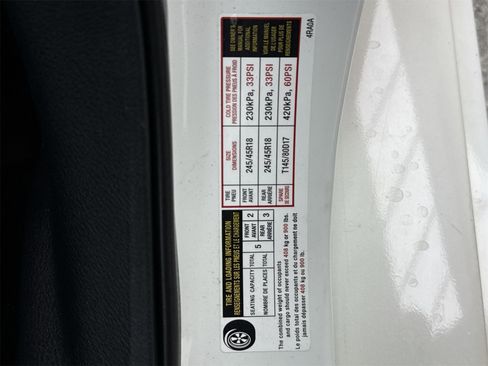 TIRE AND LOADING INFORMATION
RENSEIGNEMENTS SUR LES PNEUS ET LE CHARGEMENT
SEATING CAPACITY TOTAL 5 FRONT AVANT 2 REAR ARRIÈRE 3
NOMBRE DE PLACES TOTAL
The combined weight of occupants
and cargo should never exceed 408 kg or 900 lbs.
Le poids total des occupants et du chargement ne doit
jamais dépasser 408 kg ou 900 lb.
TIRE PNEU SIZE DIMENSIONS COLD TIRE PRESSURE PRESSION DES PNEUS À FROID
FRONT AVANT 245/45R18 230kPa, 33PSI
REAR ARRIÈRE 245/45R18 230kPa, 33PSI
SPARE DE SECOURS T145/80D17 420kPa, 60PSI
SEE OWNER'S
MANUAL FOR
ADDITIONAL
INFORMATION
VOIR LE MANUEL
DE L'USAGER
POUR PLUS DE
RENSEIGNEMENTS
4RA0A